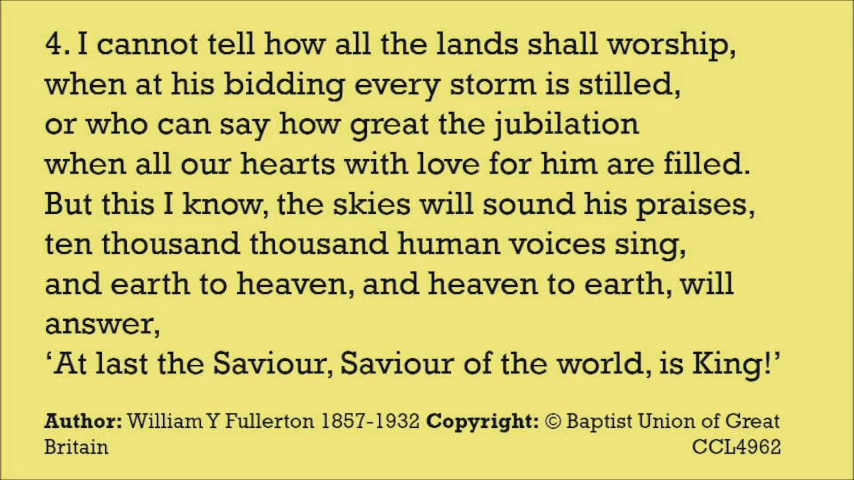 4. I cannot tell how all the lands shall worship,
when at his bidding every storm is stilled,
or who can say how great the jubilation
when all our hearts with love for him are filled.
But this I know, the skies will sound his praises,
ten thousand thousand human voices sing,
and earth to heaven, and heaven to earth, will
answer,
‘At last the Saviour, Saviour of the world, is King!’
Author: William Y Fullerton 1857-1932 Copyright: © Baptist Union of Great
Britain CCL4962